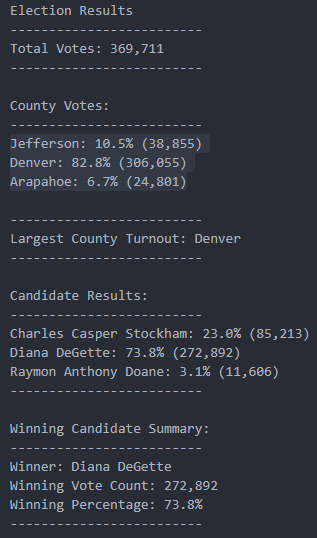 Election Results
-------------------------
Total Votes: 369,711
-------------------------

County Votes:
-------------------------
Jefferson: 10.5% (38,855)
Denver: 82.8% (306,055)
Arapahoe: 6.7% (24,801)

-------------------------
Largest County Turnout: Denver
-------------------------

Candidate Results:
-------------------------
Charles Casper Stockham: 23.0% (85,213)
Diana DeGette: 73.8% (272,892)
Raymon Anthony Doane: 3.1% (11,606)
-------------------------

Winning Candidate Summary:
-------------------------
Winner: Diana DeGette
Winning Vote Count: 272,892
Winning Percentage: 73.8%
-------------------------